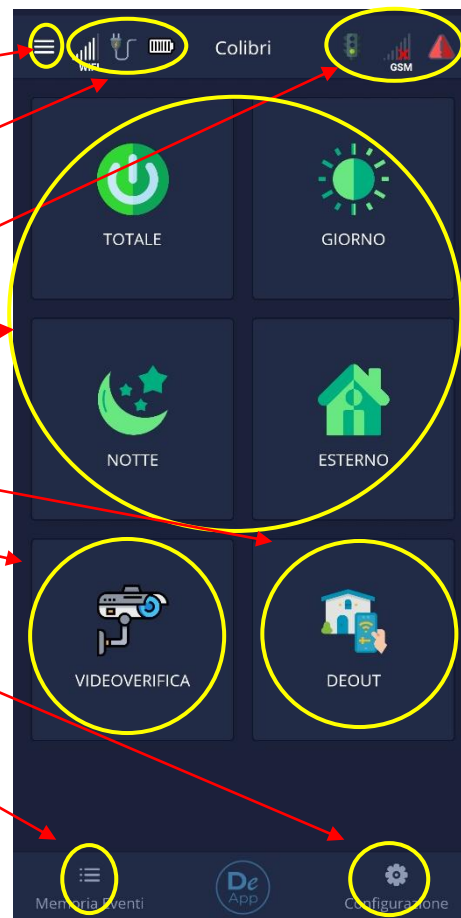 Colibri
WIFI
GSM
TOTALE
GIORNO
NOTTE
ESTERNO
VIDEOVERIFICA
DEOUT
Memoria Eventi
De
App
Configurazione